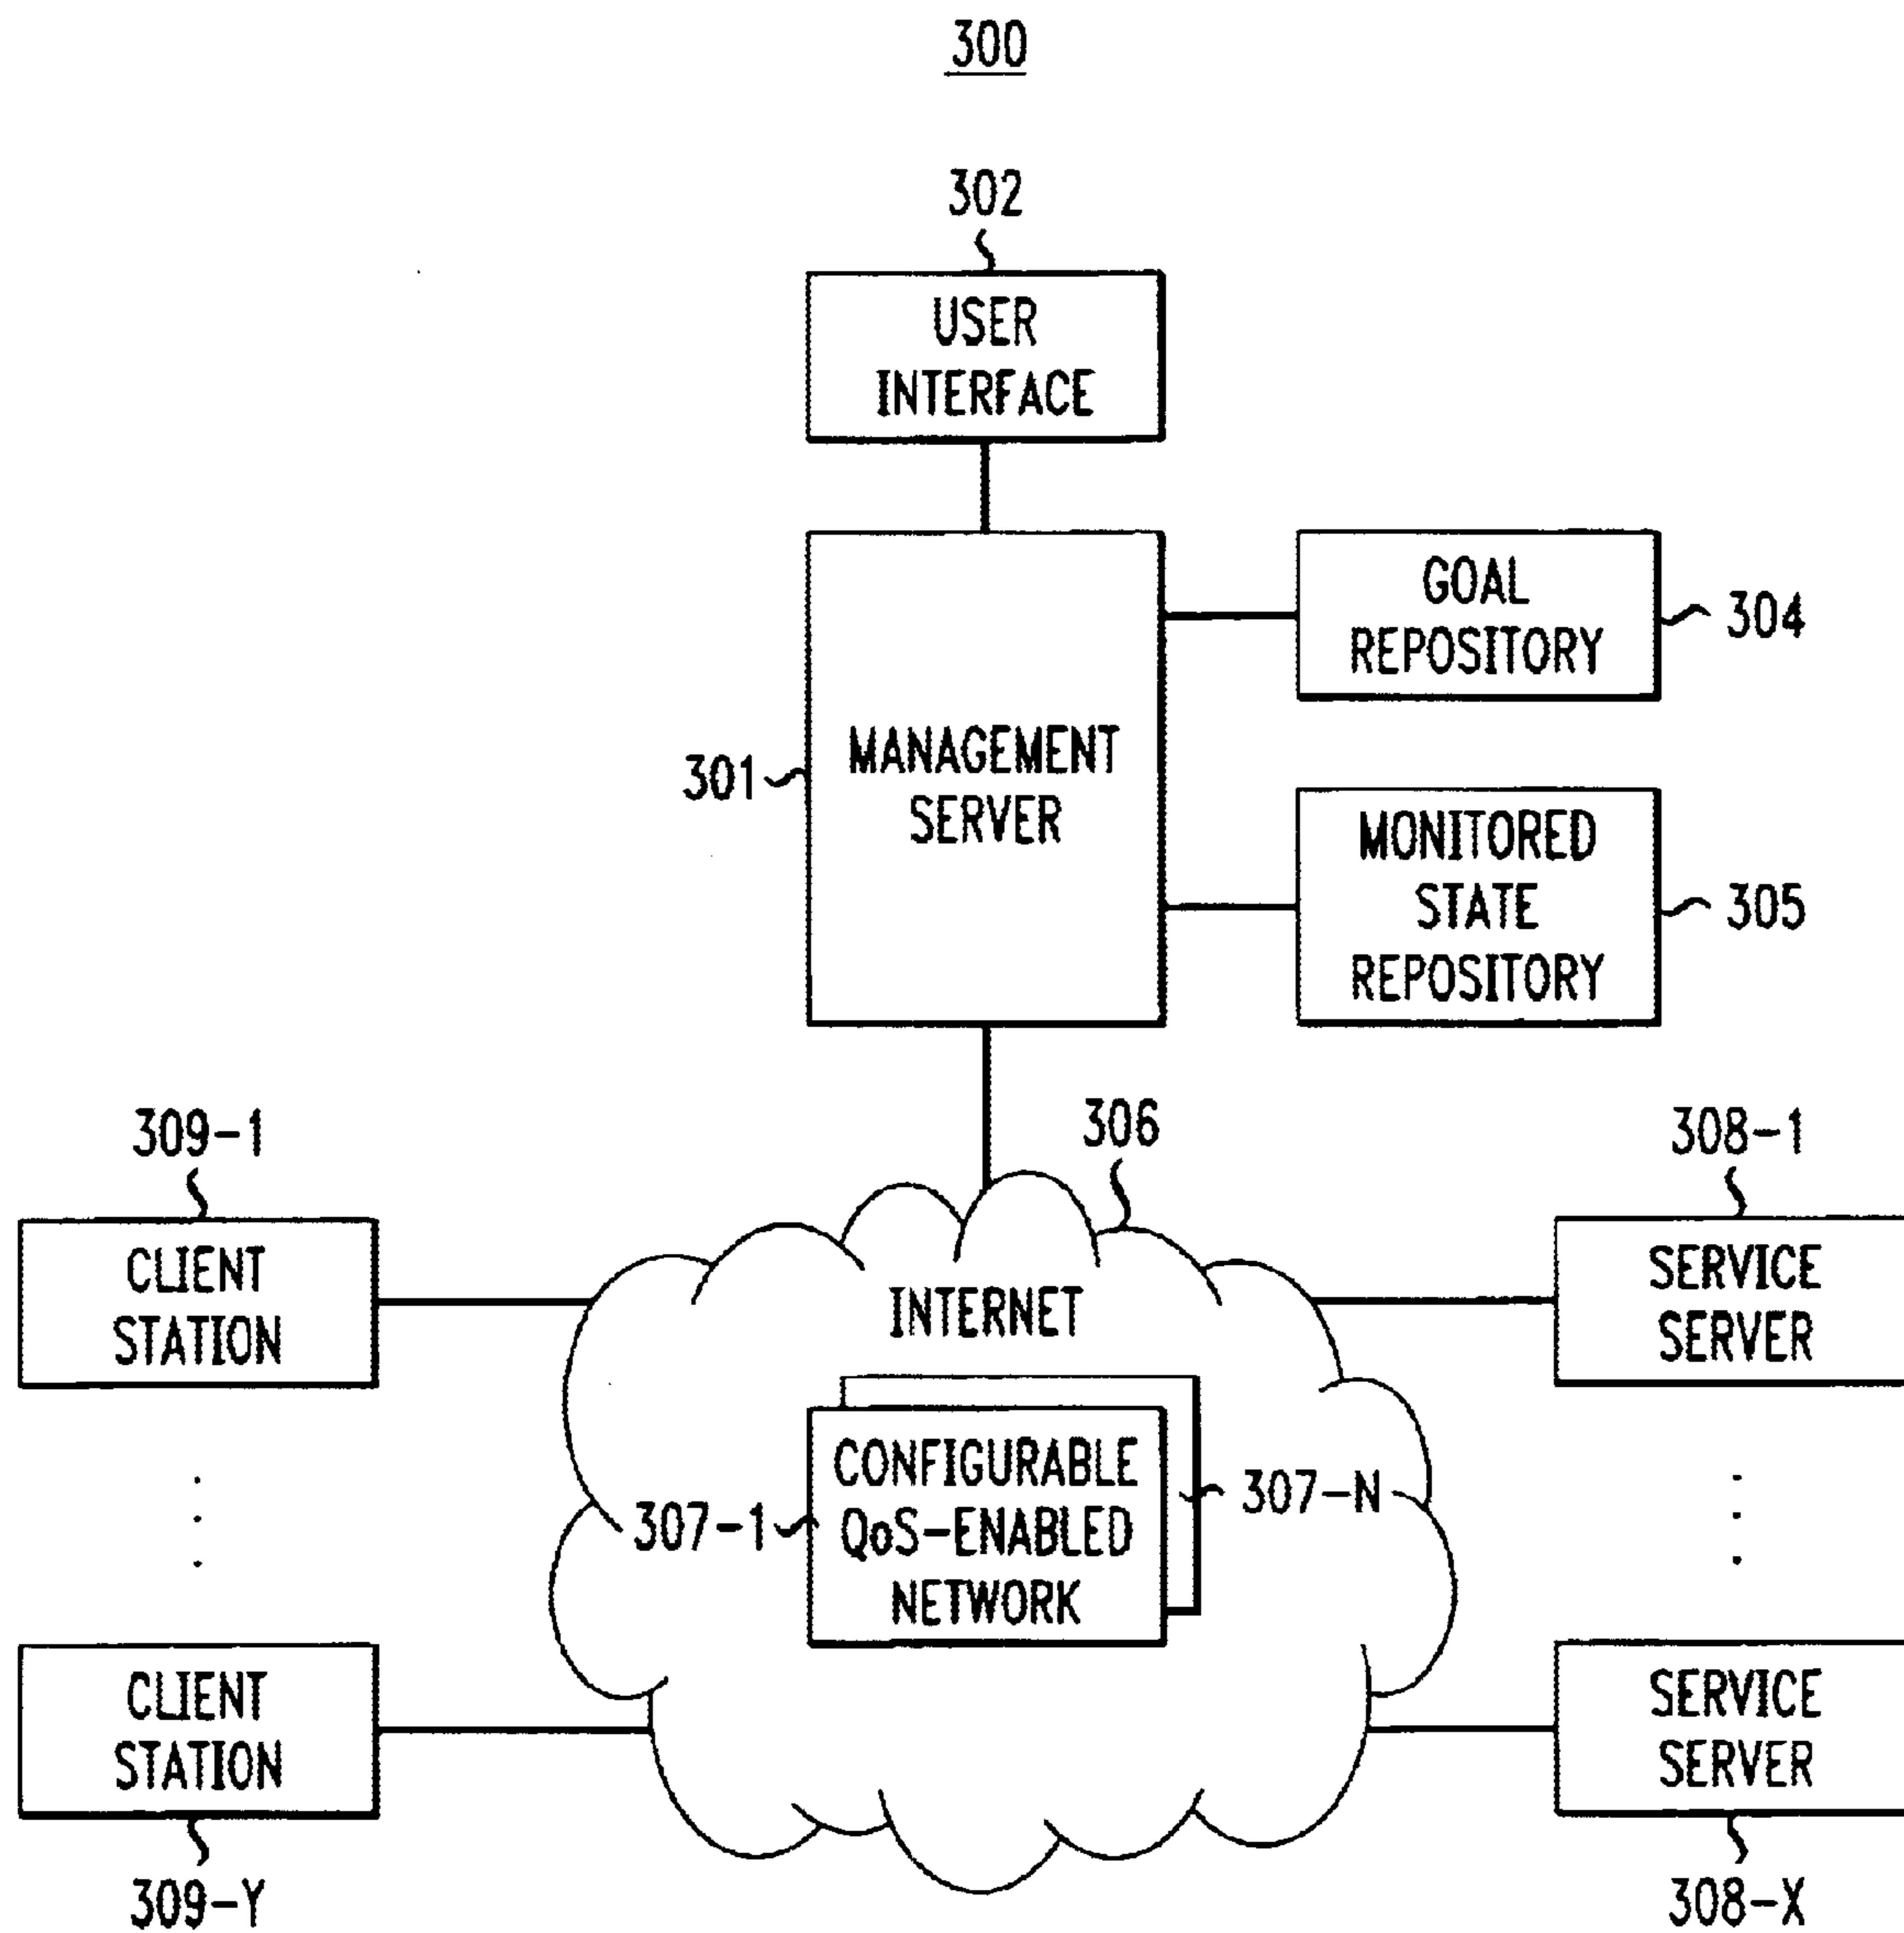 300
302
USER
INTERFACE
GOAL
REPOSITORY
304
301
MANAGEMENT
SERVER
MONITORED
STATE
REPOSITORY
305
306
309-1
308-1
CLIENT
STATION
INTERNET
SERVICE
SERVER
307-1
CONFIGURABLE
QoS-ENABLED
NETWORK
307-N
CLIENT
STATION
SERVICE
SERVER
309-Y
308-X